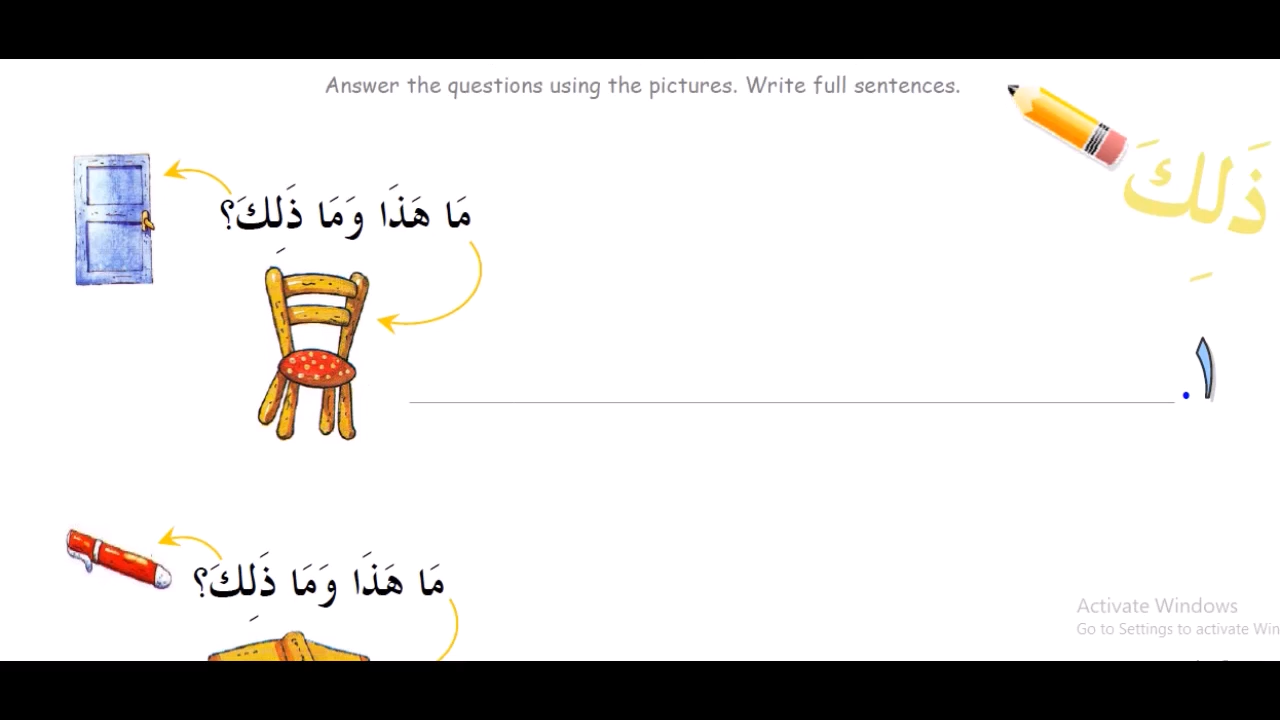 Answer the questions using the pictures. Write full sentences.
ذَلِكَ
مَا هَذَا وَمَا ذَلِكَ؟
١.
مَا هَذَا وَمَا ذَلِكَ؟
Activate Windows
Go to Settings to activate Win